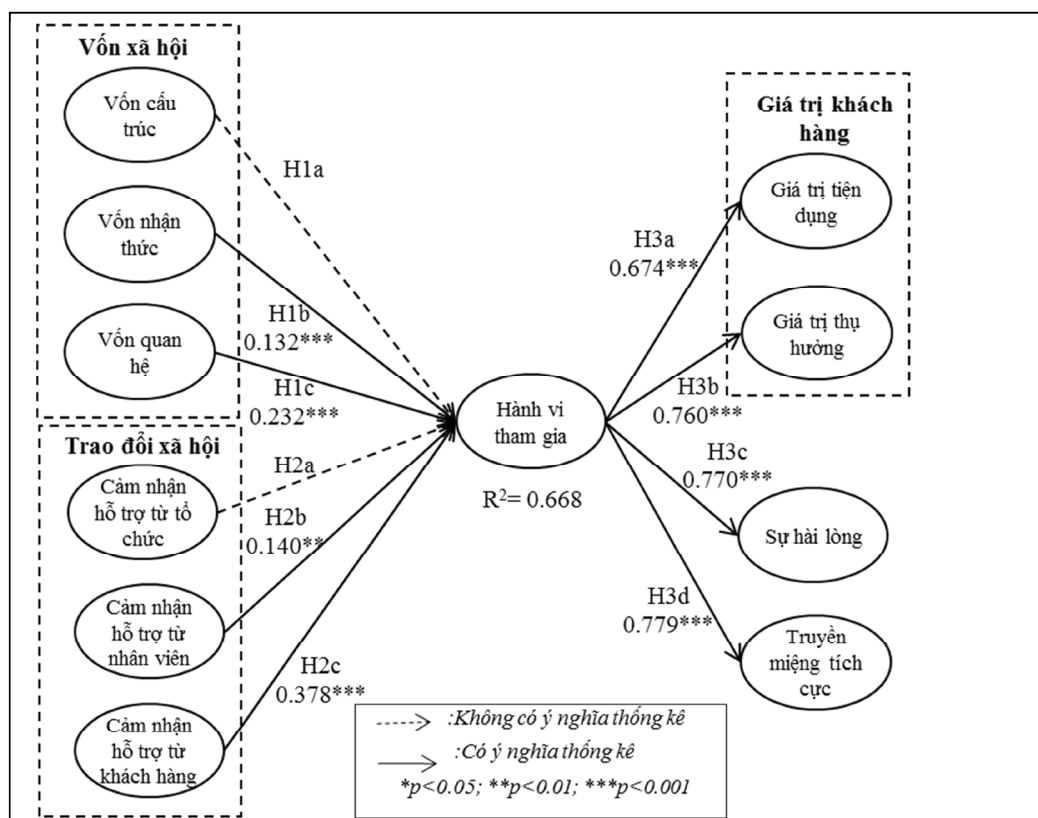 Vốn xã hội
Vốn cấu
trúc
Vốn nhận
thức
Vốn quan
hệ
Trao đổi xã hội
Cảm nhận
hỗ trợ từ tổ
chức
Cảm nhận
hỗ trợ từ
nhân viên
Cảm nhận
hỗ trợ từ
khách hàng
H1a
H1b
0.132***
H1c
0.232***
H2a
H2b
0.140**
H2c
0.378***
Hành vi
tham gia
R²= 0.668
H3a
0.674***
H3b
0.760***
H3c
0.770***
H3d
0.779***
Giá trị khách
hàng
Giá trị tiện
dụng
Giá trị thụ
hưởng
Sự hài lòng
Truyền
miệng tích
cực
:Không có ý nghĩa thống kê
:Có ý nghĩa thống kê
*p<0.05; **p<0.01; ***p<0.001